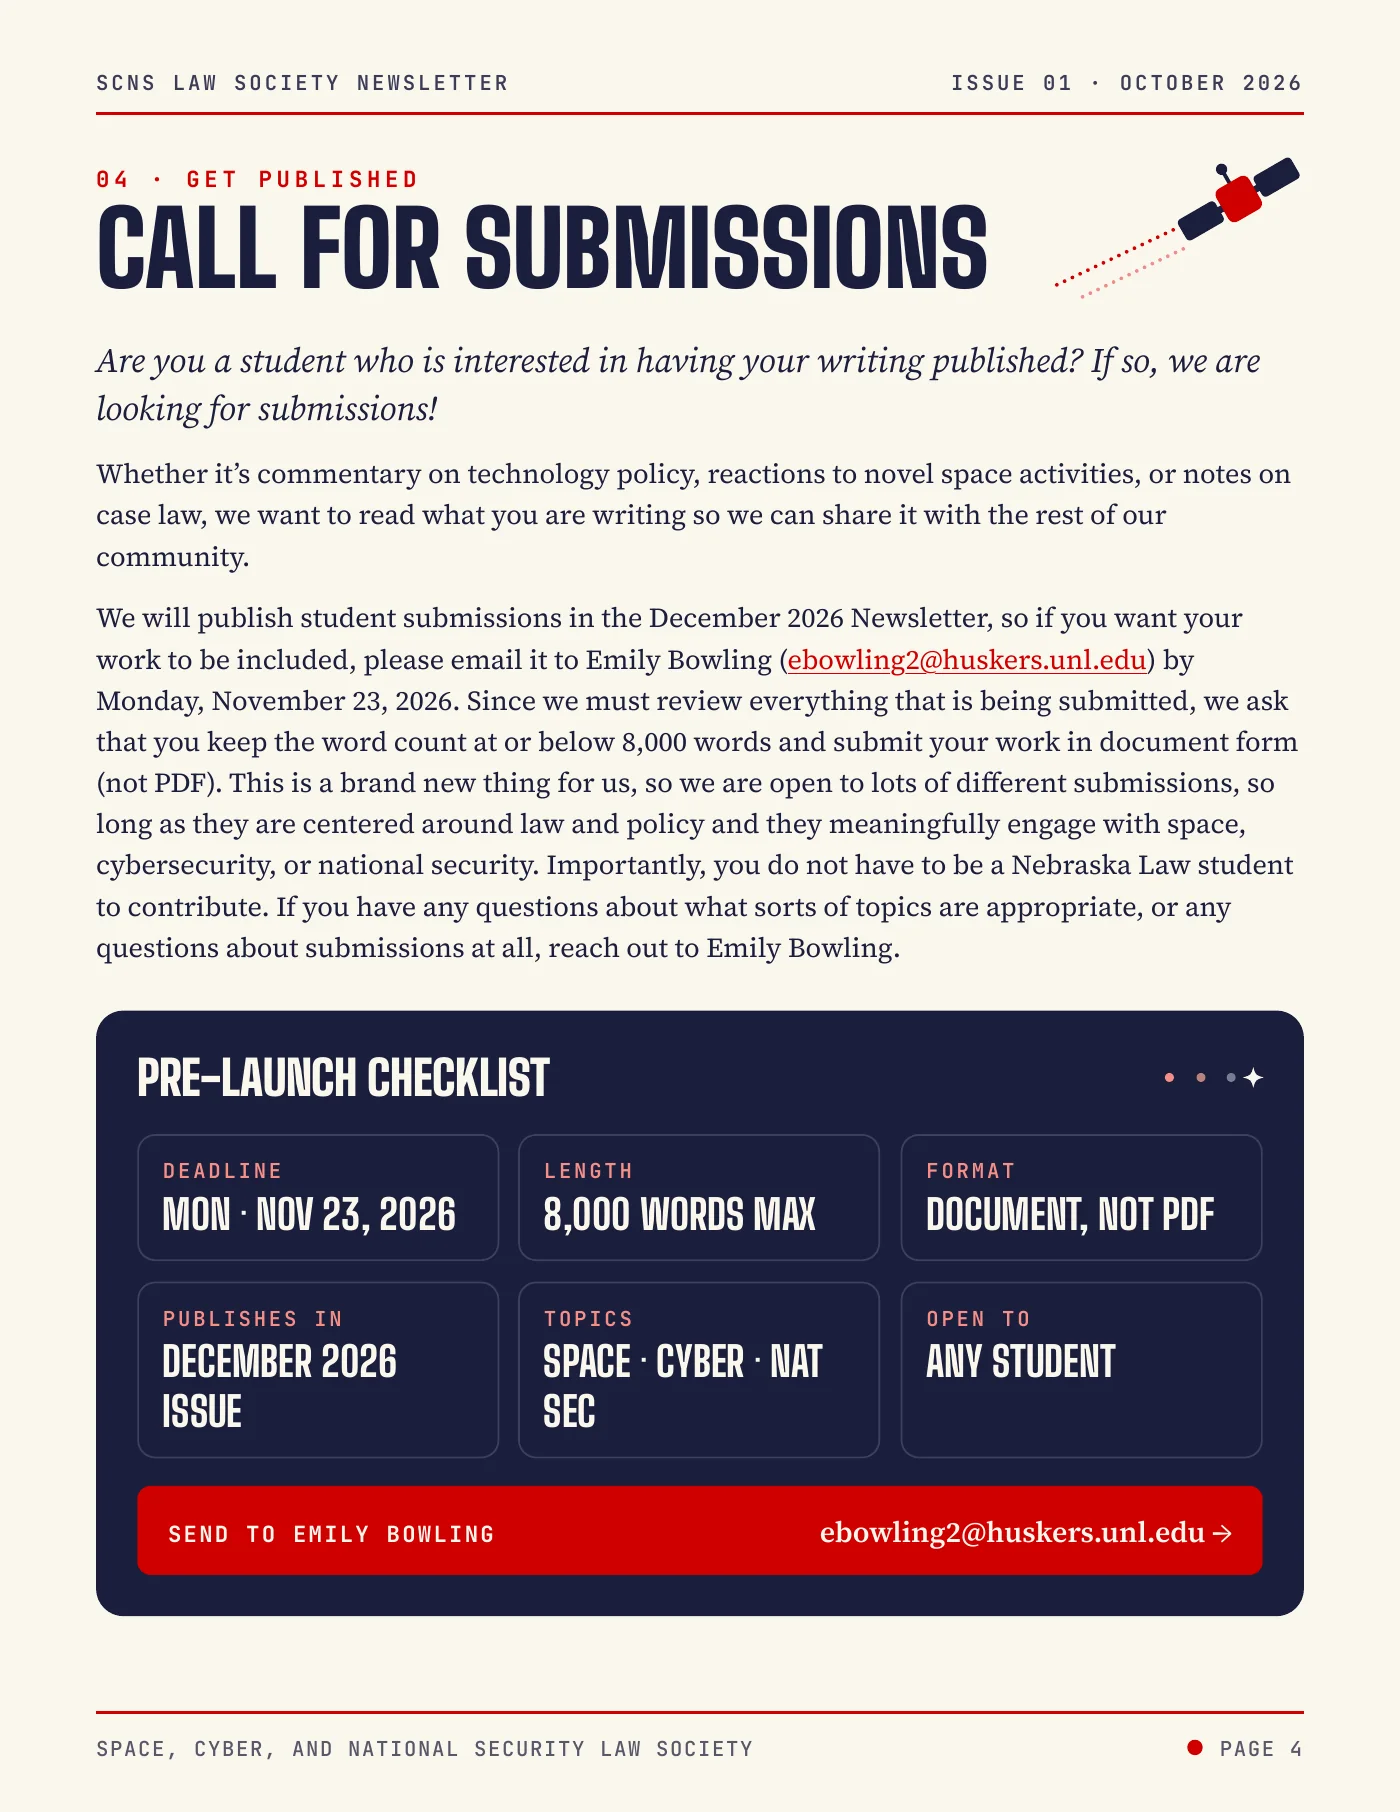 SCNS LAW SOCIETY NEWSLETTER
ISSUE 01 · OCTOBER 2026
04 · GET PUBLISHED
CALL FOR SUBMISSIONS
Are you a student who is interested in having your writing published? If so, we are
looking for submissions!
Whether it’s commentary on technology policy, reactions to novel space activities, or notes on
case law, we want to read what you are writing so we can share it with the rest of our
community.
We will publish student submissions in the December 2026 Newsletter, so if you want your
work to be included, please email it to Emily Bowling (ebowling2@huskers.unl.edu) by
Monday, November 23, 2026. Since we must review everything that is being submitted, we ask
that you keep the word count at or below 8,000 words and submit your work in document form
(not PDF). This is a brand new thing for us, so we are open to lots of different submissions, so
long as they are centered around law and policy and they meaningfully engage with space,
cybersecurity, or national security. Importantly, you do not have to be a Nebraska Law student
to contribute. If you have any questions about what sorts of topics are appropriate, or any
questions about submissions at all, reach out to Emily Bowling.
PRE-LAUNCH CHECKLIST
DEADLINE
MON · NOV 23, 2026
LENGTH
8,000 WORDS MAX
FORMAT
DOCUMENT, NOT PDF
PUBLISHES IN
DECEMBER 2026
ISSUE
TOPICS
SPACE · CYBER · NAT
SEC
OPEN TO
ANY STUDENT
SEND TO EMILY BOWLING
ebowling2@huskers.unl.edu →
SPACE, CYBER, AND NATIONAL SECURITY LAW SOCIETY
PAGE 4